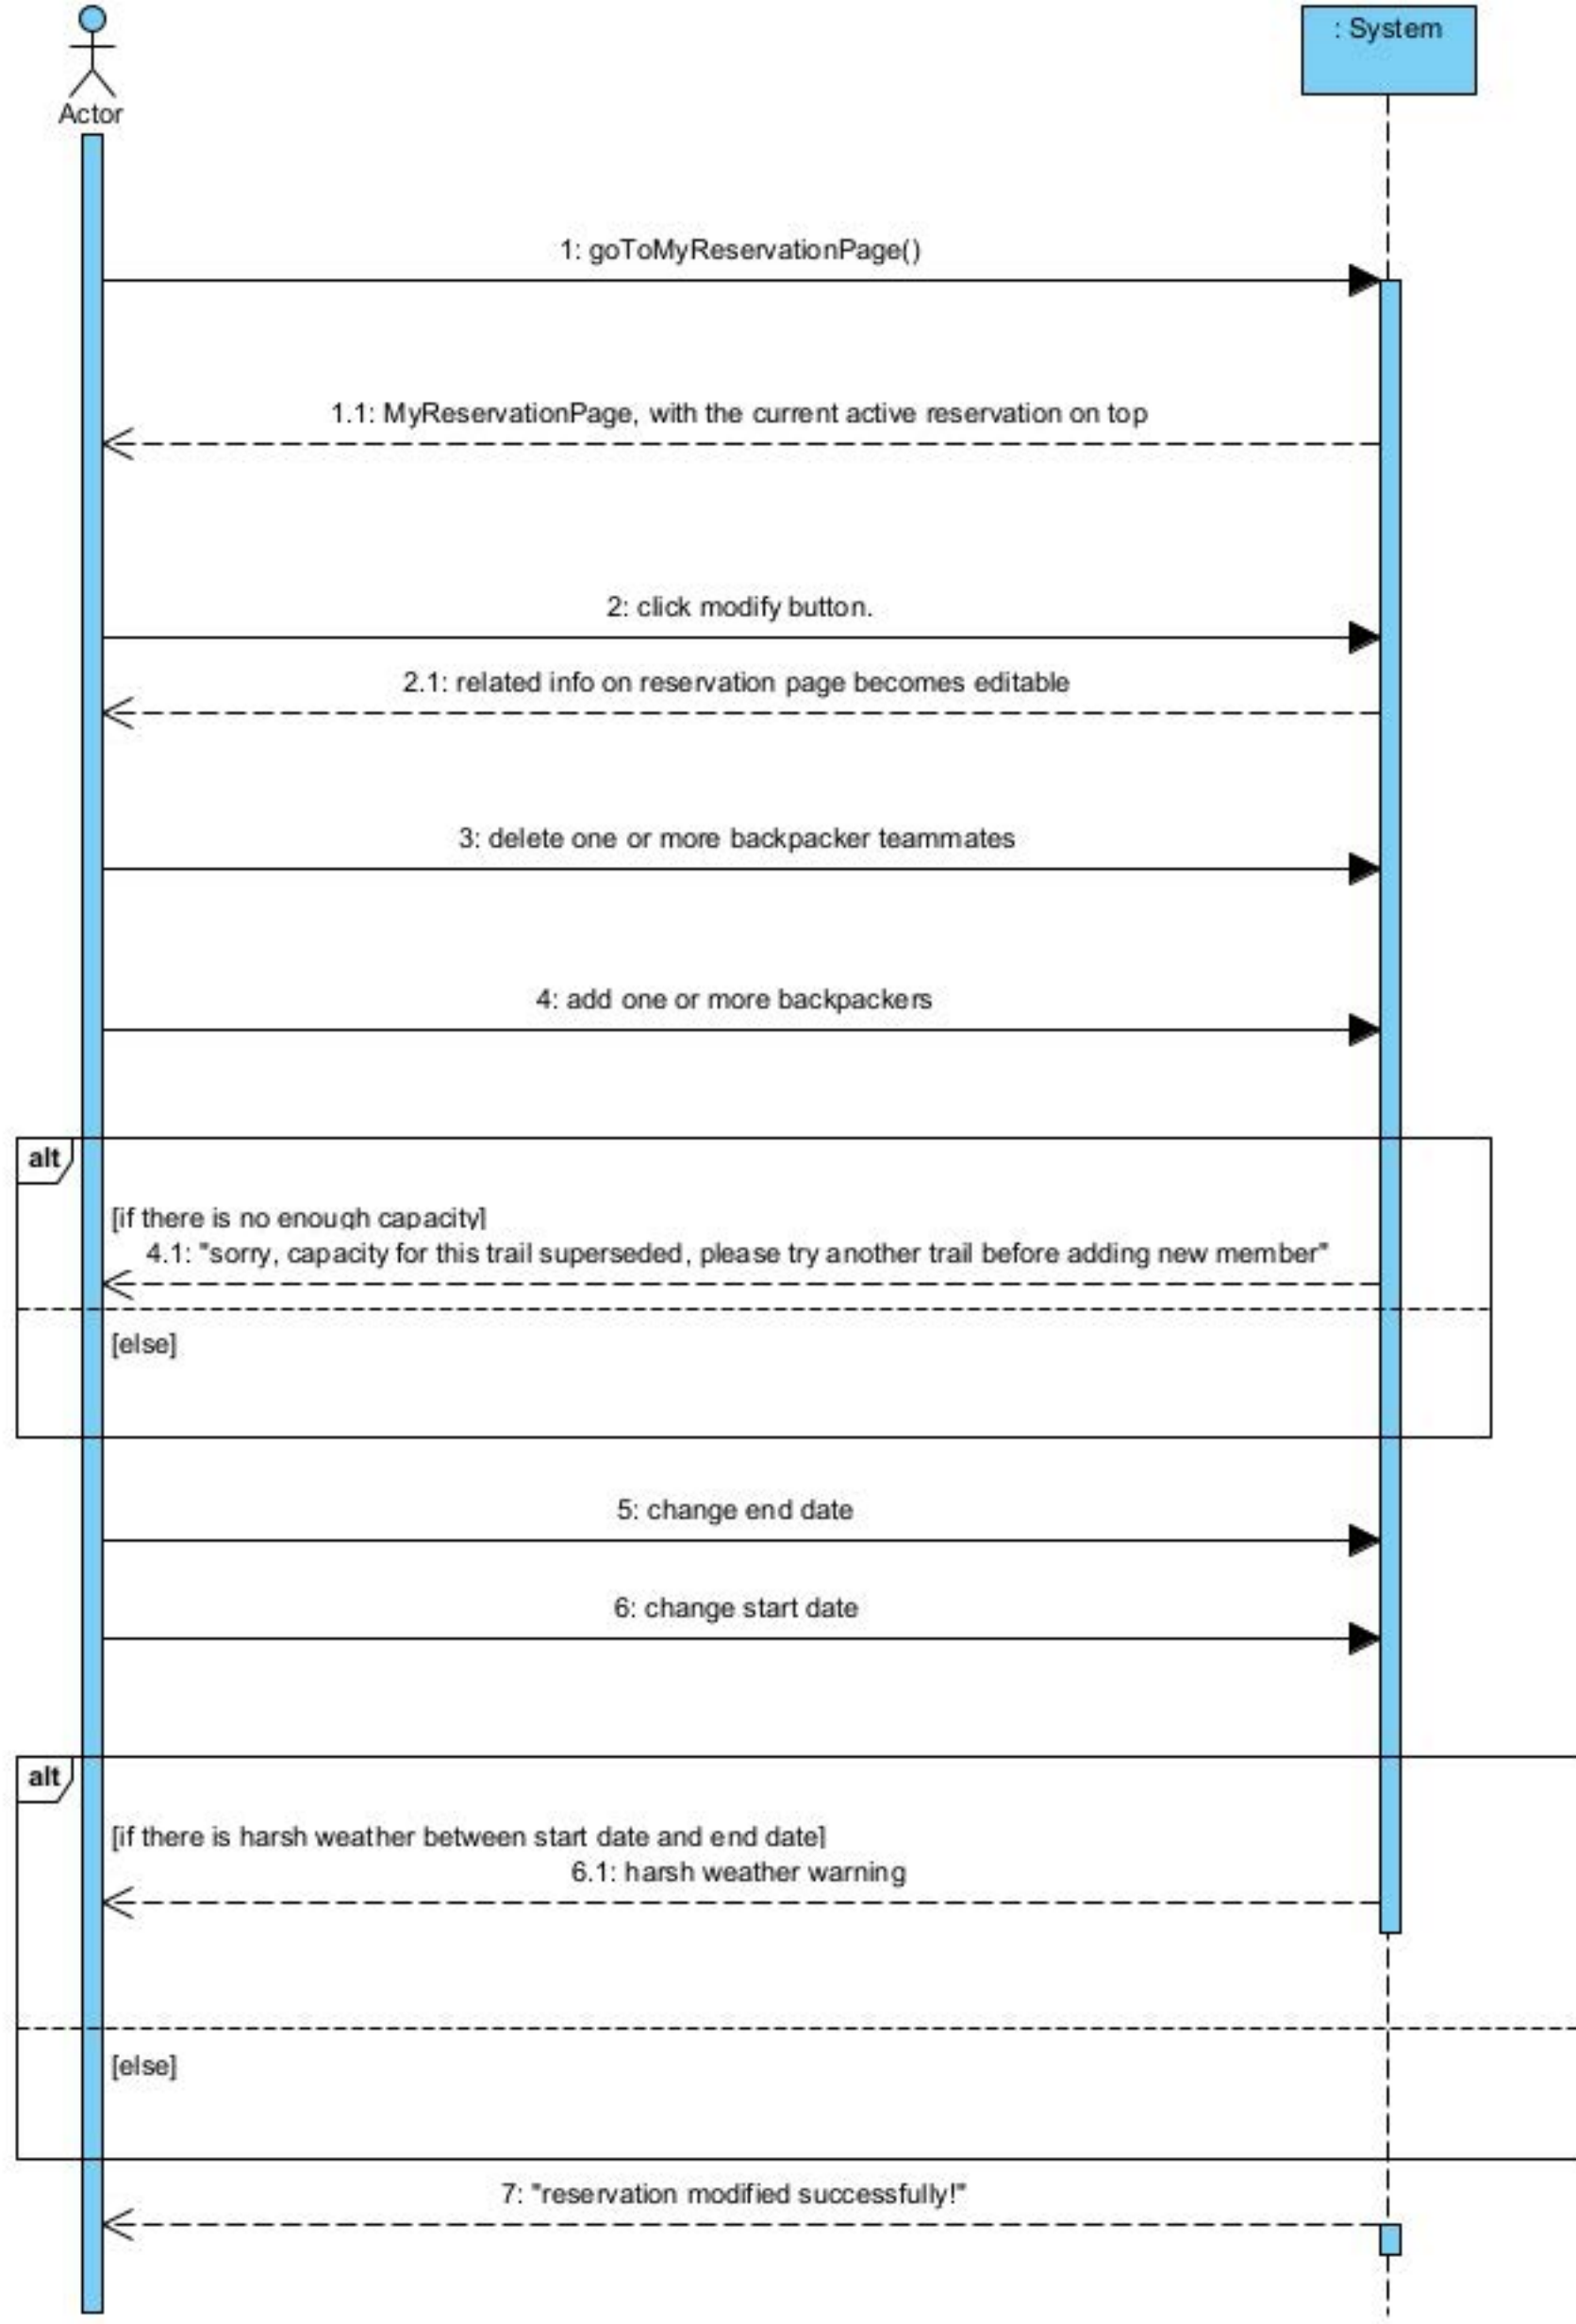 : System
Actor
1: goToMyReservationPage()
1.1: MyReservationPage, with the current active reservation on top
2: click modify button.
2.1: related info on reservation page becomes editable
3: delete one or more backpacker teammates
4: add one or more backpackers
alt
[if there is no enough capacity]
4.1: "sorry, capacity for this trail superseded, please try another trail before adding new member"
[else]
5: change end date
6: change start date
alt
[if there is harsh weather between start date and end date]
6.1: harsh weather warning
[else]
7: "reservation modified successfully!"